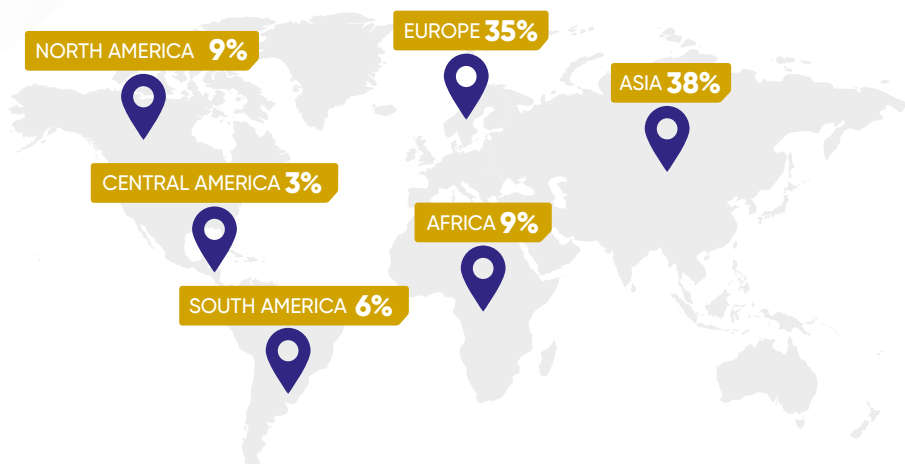 EUROPE 35%
NORTH AMERICA 9%
ASIA 38%
CENTRAL AMERICA 3%
AFRICA 9%
SOUTH AMERICA 6%